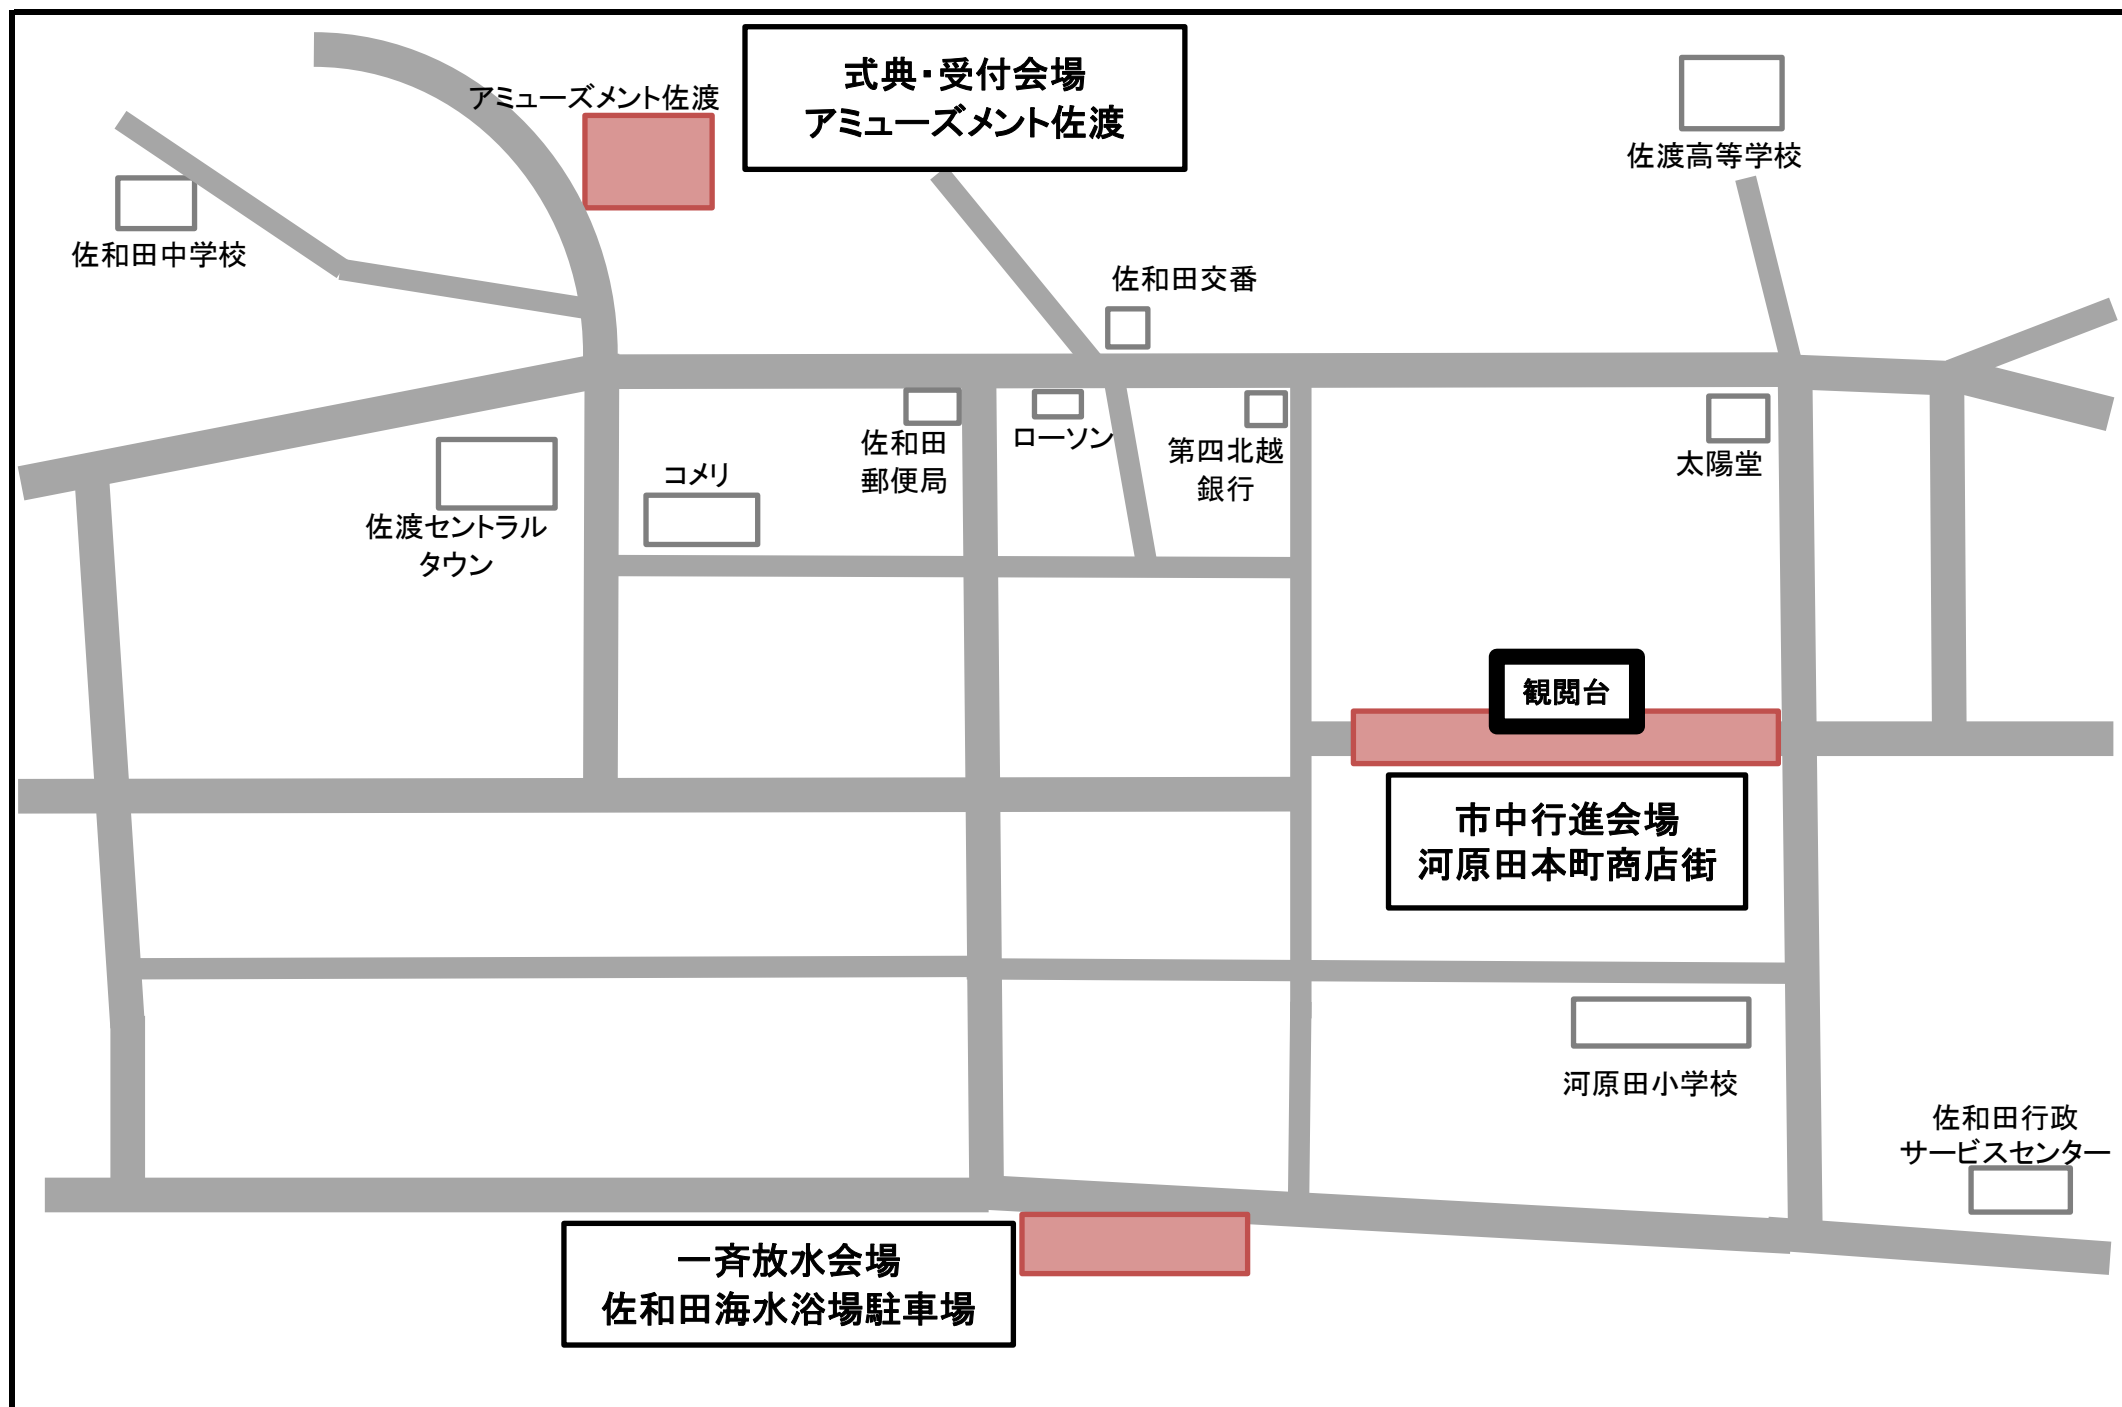 式典・受付会場
アミューズメント佐渡
アミューズメント佐渡
佐渡高等学校
佐和田中学校
佐和田交番
佐和田
郵便局
ローソン
第四北越
銀行
太陽堂
コメリ
佐渡セントラル
タウン
観閲台
市中行進会場
河原田本町商店街
河原田小学校
佐和田行政
サービスセンター
一斉放水会場
佐和田海水浴場駐車場